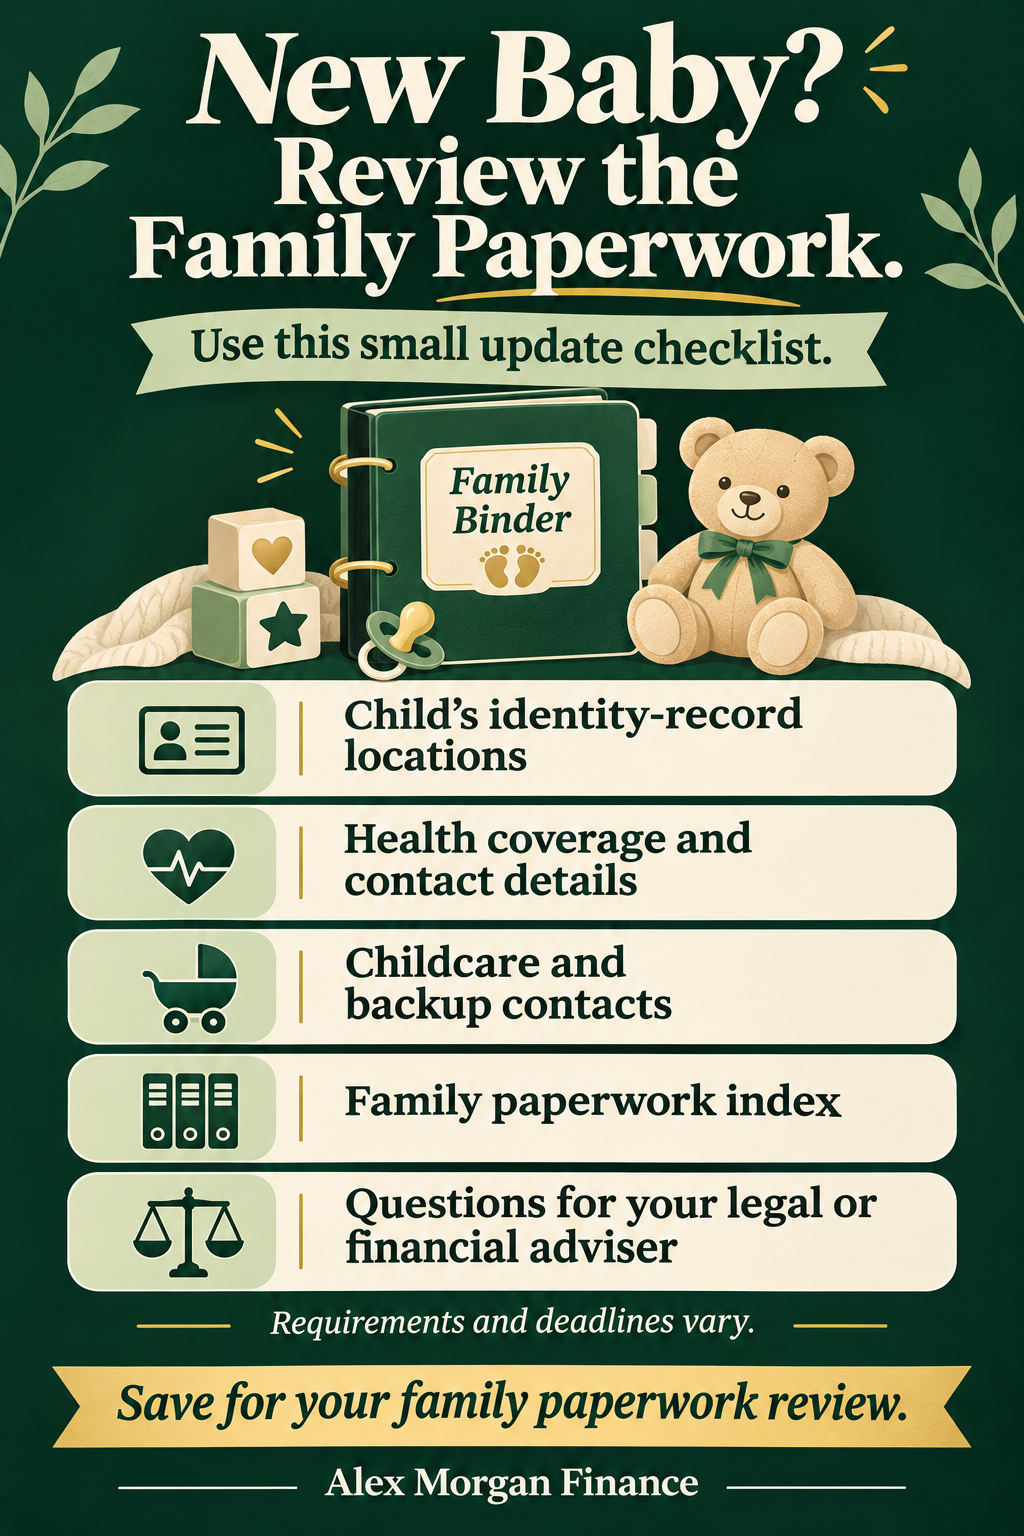 New Baby?
Review the
Family Paperwork.
Use this small update checklist.
Family
Binder
Child's identity-record
locations
Health coverage and
contact details
Childcare and
backup contacts
Family paperwork index
Questions for your legal or
financial adviser
Requirements and deadlines vary.
Save for your family paperwork review.
Alex Morgan Finance